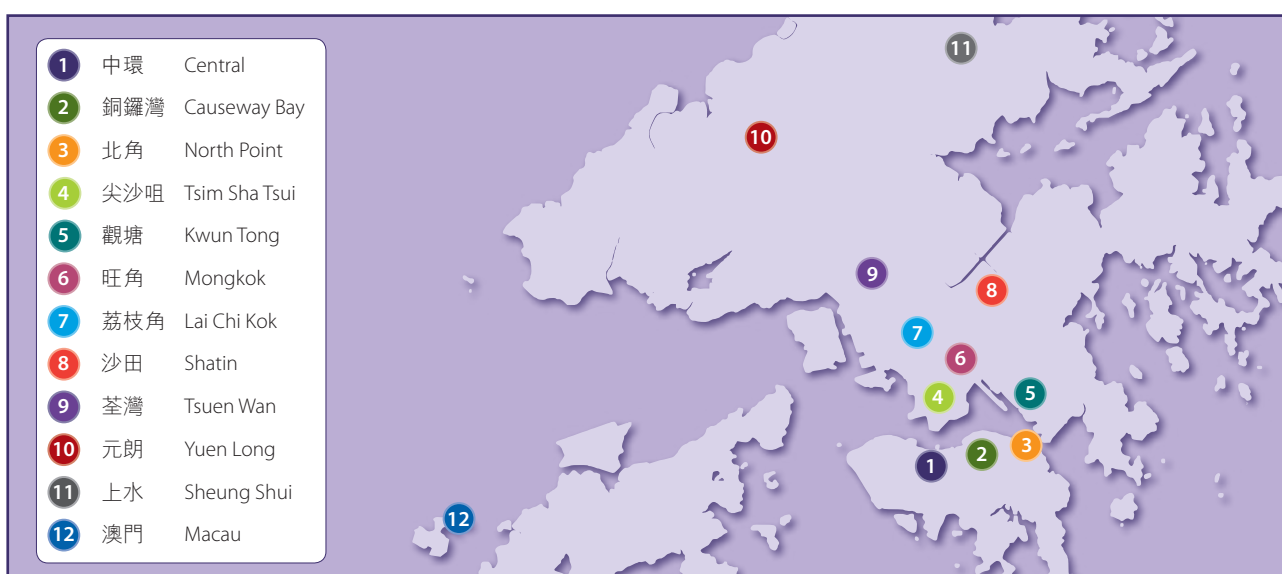 1 中環 Central
2 銅鑼灣 Causeway Bay
3 北角 North Point
4 尖沙咀 Tsim Sha Tsui
5 觀塘 Kwun Tong
6 旺角 Mongkok
7 荔枝角 Lai Chi Kok
8 沙田 Shatin
9 荃灣 Tsuen Wan
10 元朗 Yuen Long
11 上水 Sheung Shui
12 澳門 Macau
11
10
9
8
7
6
5
4
3
2
1
12